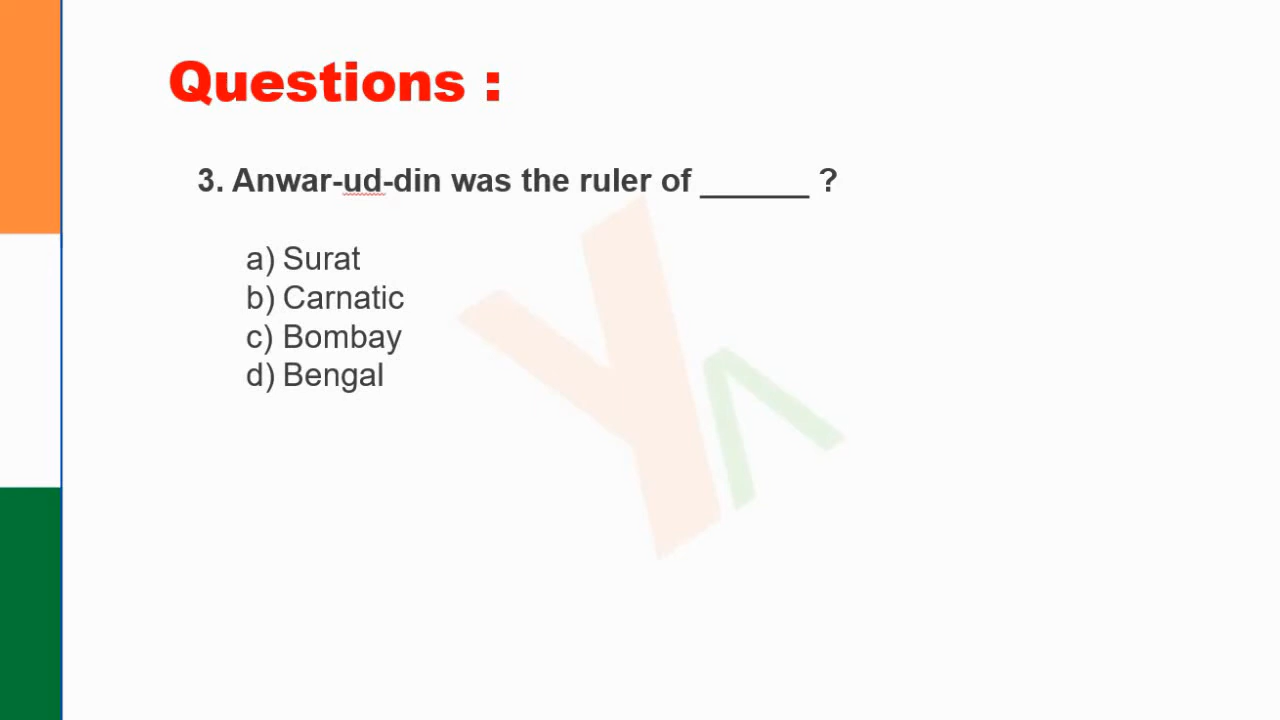 Questions :
3. Anwar-ud-din was the ruler of ______ ?
a) Surat
b) Carnatic
c) Bombay
d) Bengal